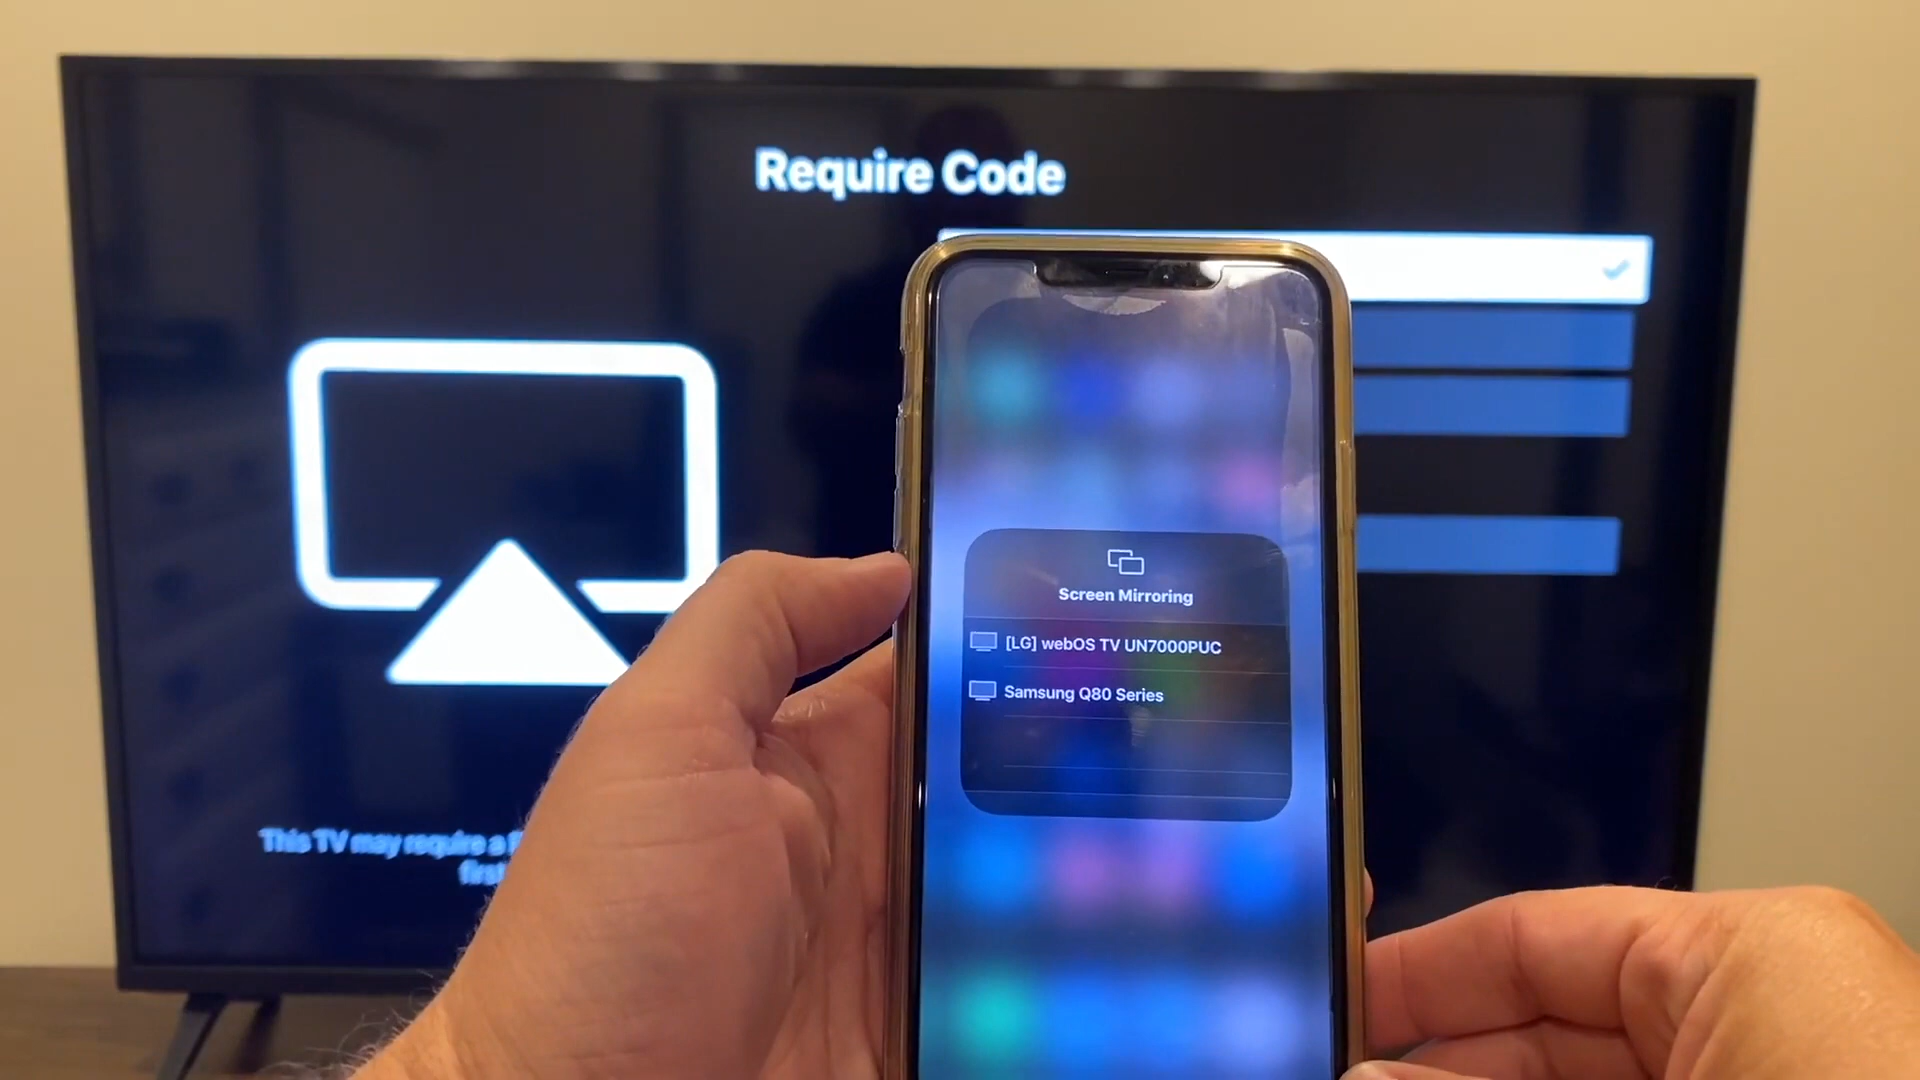 Require Code
Screen Mirroring
[LG] webOS TV UN7000PUC
Samsung Q80 Series
This TV may require a
first